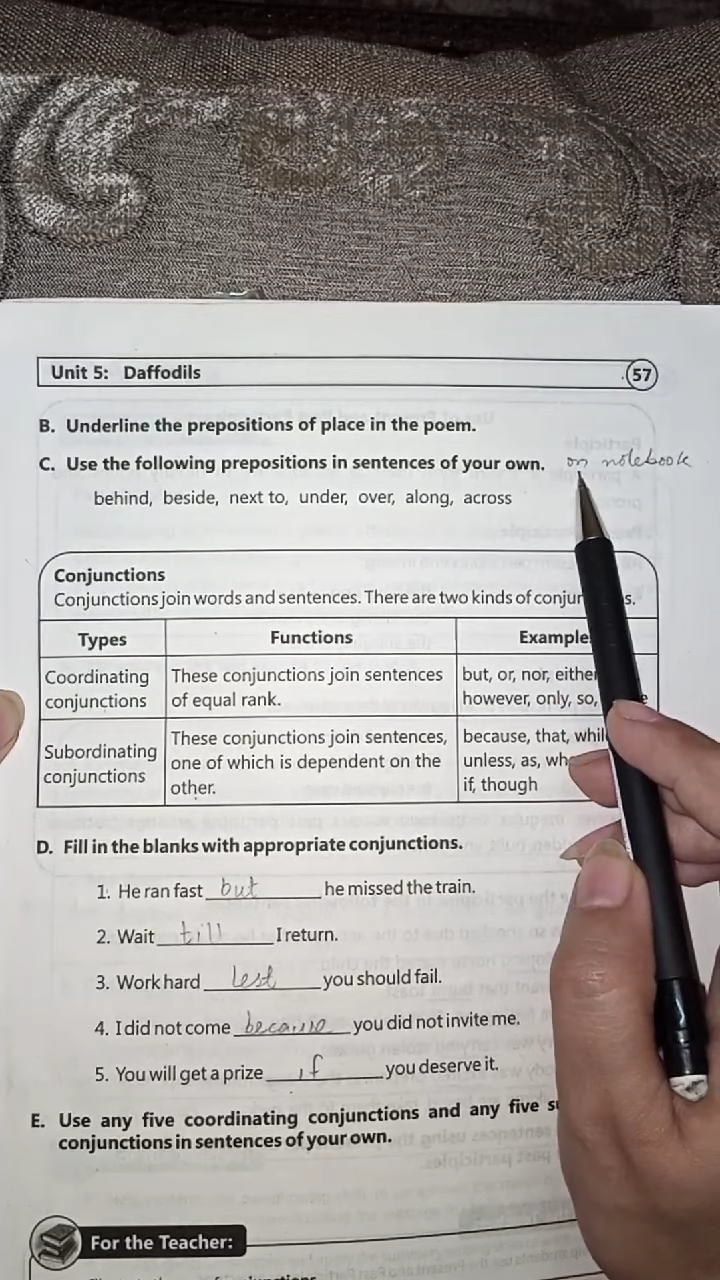 Unit 5: Daffodils 57
B. Underline the prepositions of place in the poem.
C. Use the following prepositions in sentences of your own. on notebook
behind, beside, next to, under, over, along, across
Conjunctions
Conjunctions join words and sentences. There are two kinds of
Types Functions
Coordinating conjunctions These conjunctions join sentences of equal rank. but, or, nor, either however, only, so,
Subordinating conjunctions These conjunctions join sentences, one of which is dependent on the other. because, that, unless, as, if, though
D. Fill in the blanks with appropriate conjunctions.
1. He ran fast but he missed the train.
2. Wait till I return.
3. Work hard lest you should fail.
4. I did not come because you did not invite me.
5. You will get a prize if you deserve it.
E. Use any five coordinating conjunctions and any five
conjunctions in sentences of your own.
For the Teacher: